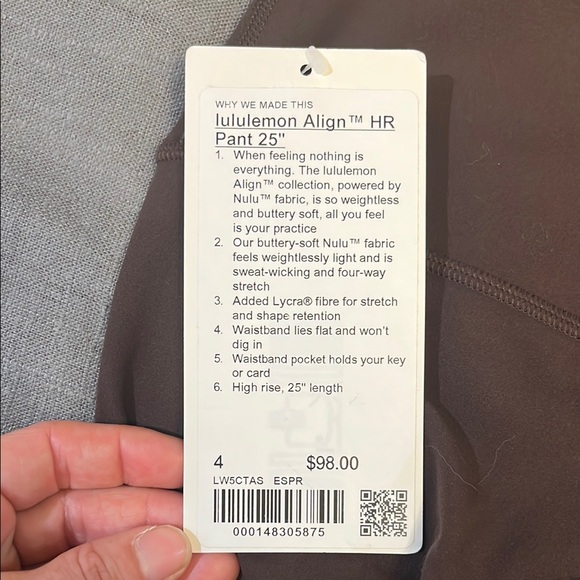 WHY WE MADE THIS
lululemon Align™ HR
Pant 25"
1. When feeling nothing is
everything. The lululemon
Align™ collection, powered by
Nulu™ fabric, is so weightless
and buttery soft, all you feel
is your practice
2. Our buttery-soft Nulu™ fabric
feels weightlessly light and is
sweat-wicking and four-way
stretch
3. Added Lycra® fibre for stretch
and shape retention
4. Waistband lies flat and won't
dig in
5. Waistband pocket holds your key
or card
6. High rise, 25" length
4 $98.00
LW5CTAS ESPR
000148305875